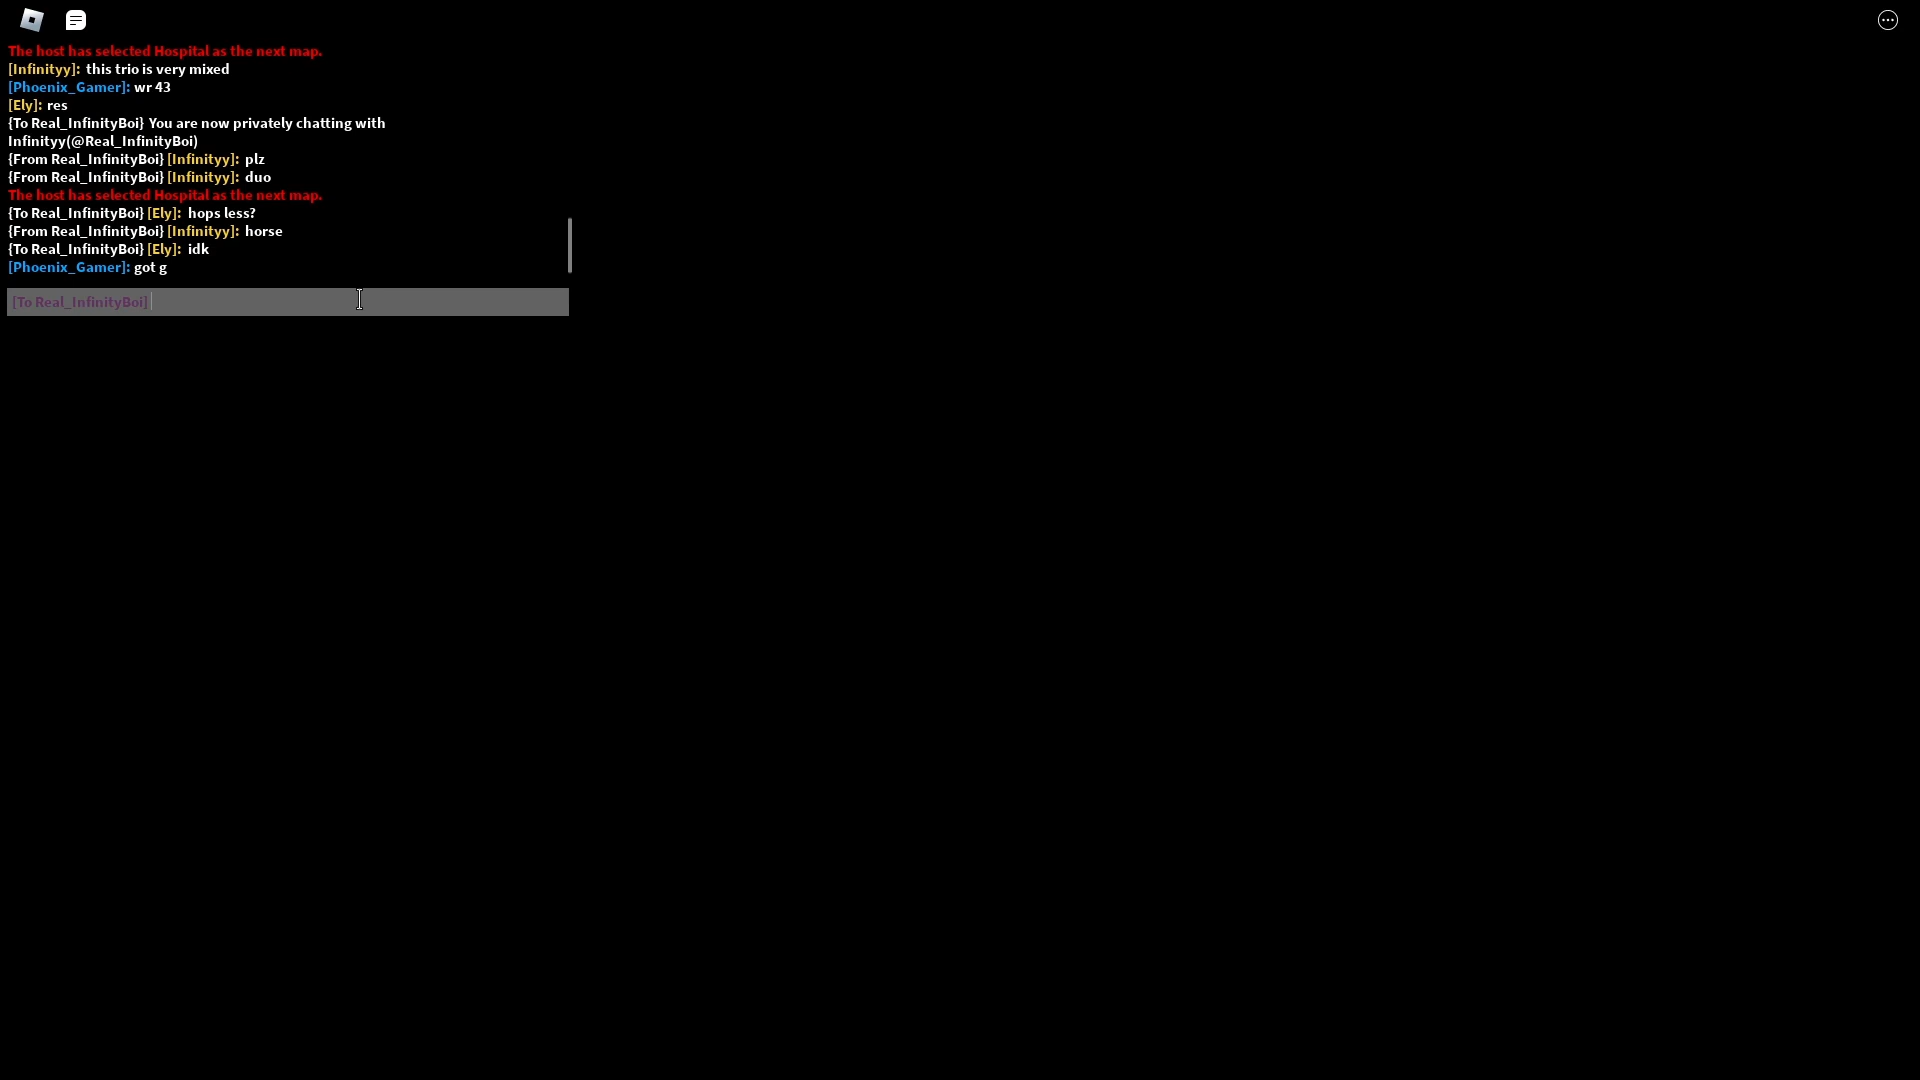 The host has selected Hospital as the next map.
[Infinityy]: this trio is very mixed
[Phoenix_Gamer]: wr 43
[Ely]: res
{To Real_InfinityBoi} You are now privately chatting with
Infinityy(@Real_InfinityBoi)
{From Real_InfinityBoi} [Infinityy]: plz
{From Real_InfinityBoi} [Infinityy]: duo
The host has selected Hospital as the next map.
{To Real_InfinityBoi} [Ely]: hops less?
{From Real_InfinityBoi} [Infinityy]: horse
{To Real_InfinityBoi} [Ely]: idk
[Phoenix_Gamer]: got g
[To Real_InfinityBoi]